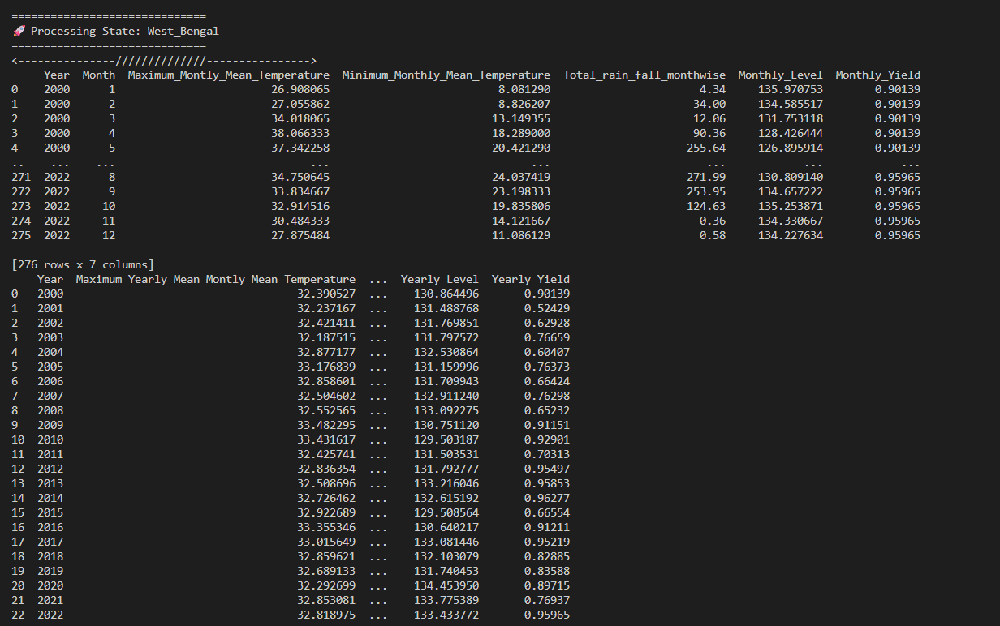 ==============================
🚀 Processing State: West_Bengal
==============================
<---------------//////////////---------------->
     Year  Month  Maximum_Montly_Mean_Temperature  Minimum_Monthly_Mean_Temperature  Total_rain_fall_monthwise  Monthly_Level  Monthly_Yield
0    2000      1                        26.908065                          8.081290                       4.34     135.970753        0.90139
1    2000      2                        27.055862                          8.826207                      34.00     134.585517        0.90139
2    2000      3                        34.018065                         13.149355                      12.06     131.753118        0.90139
3    2000      4                        38.066333                         18.289000                      90.36     128.426444        0.90139
4    2000      5                        37.342258                         20.421290                     255.64     126.895914        0.90139
..    ...    ...                              ...                               ...                        ...            ...            ...
271  2022      8                        34.750645                         24.037419                     271.99     130.809140        0.95965
272  2022      9                        33.834667                         23.198333                     253.95     134.657222        0.95965
273  2022     10                        32.914516                         19.835806                     124.63     135.253871        0.95965
274  2022     11                        30.484333                         14.121667                       0.36     134.330667        0.95965
275  2022     12                        27.875484                         11.086129                       0.58     134.227634        0.95965
[276 rows x 7 columns]
    Year  Maximum_Yearly_Mean_Montly_Mean_Temperature  ...  Yearly_Level  Yearly_Yield
0   2000                                    32.390527  ...    130.864496       0.90139
1   2001                                    32.237167  ...    131.488768       0.52429
2   2002                                    32.421411  ...    131.769851       0.62928
3   2003                                    32.187515  ...    131.797572       0.76659
4   2004                                    32.877177  ...    132.530864       0.60407
5   2005                                    33.176839  ...    131.159996       0.76373
6   2006                                    32.858601  ...    131.709943       0.66424
7   2007                                    32.504602  ...    132.911240       0.76298
8   2008                                    32.552565  ...    133.092275       0.65232
9   2009                                    33.482295  ...    130.751120       0.91151
10  2010                                    33.431617  ...    129.503187       0.92901
11  2011                                    32.425741  ...    131.503531       0.70313
12  2012                                    32.836354  ...    131.792777       0.95497
13  2013                                    32.508696  ...    133.216046       0.95853
14  2014                                    32.726462  ...    132.615192       0.96277
15  2015                                    32.922689  ...    129.508564       0.66554
16  2016                                    33.355346  ...    130.640217       0.91211
17  2017                                    33.015649  ...    133.081446       0.95219
18  2018                                    32.859621  ...    132.103079       0.82885
19  2019                                    32.689133  ...    131.740453       0.83588
20  2020                                    32.292699  ...    134.453950       0.89715
21  2021                                    32.853081  ...    133.775389       0.76937
22  2022                                    32.818975  ...    133.433772       0.95965